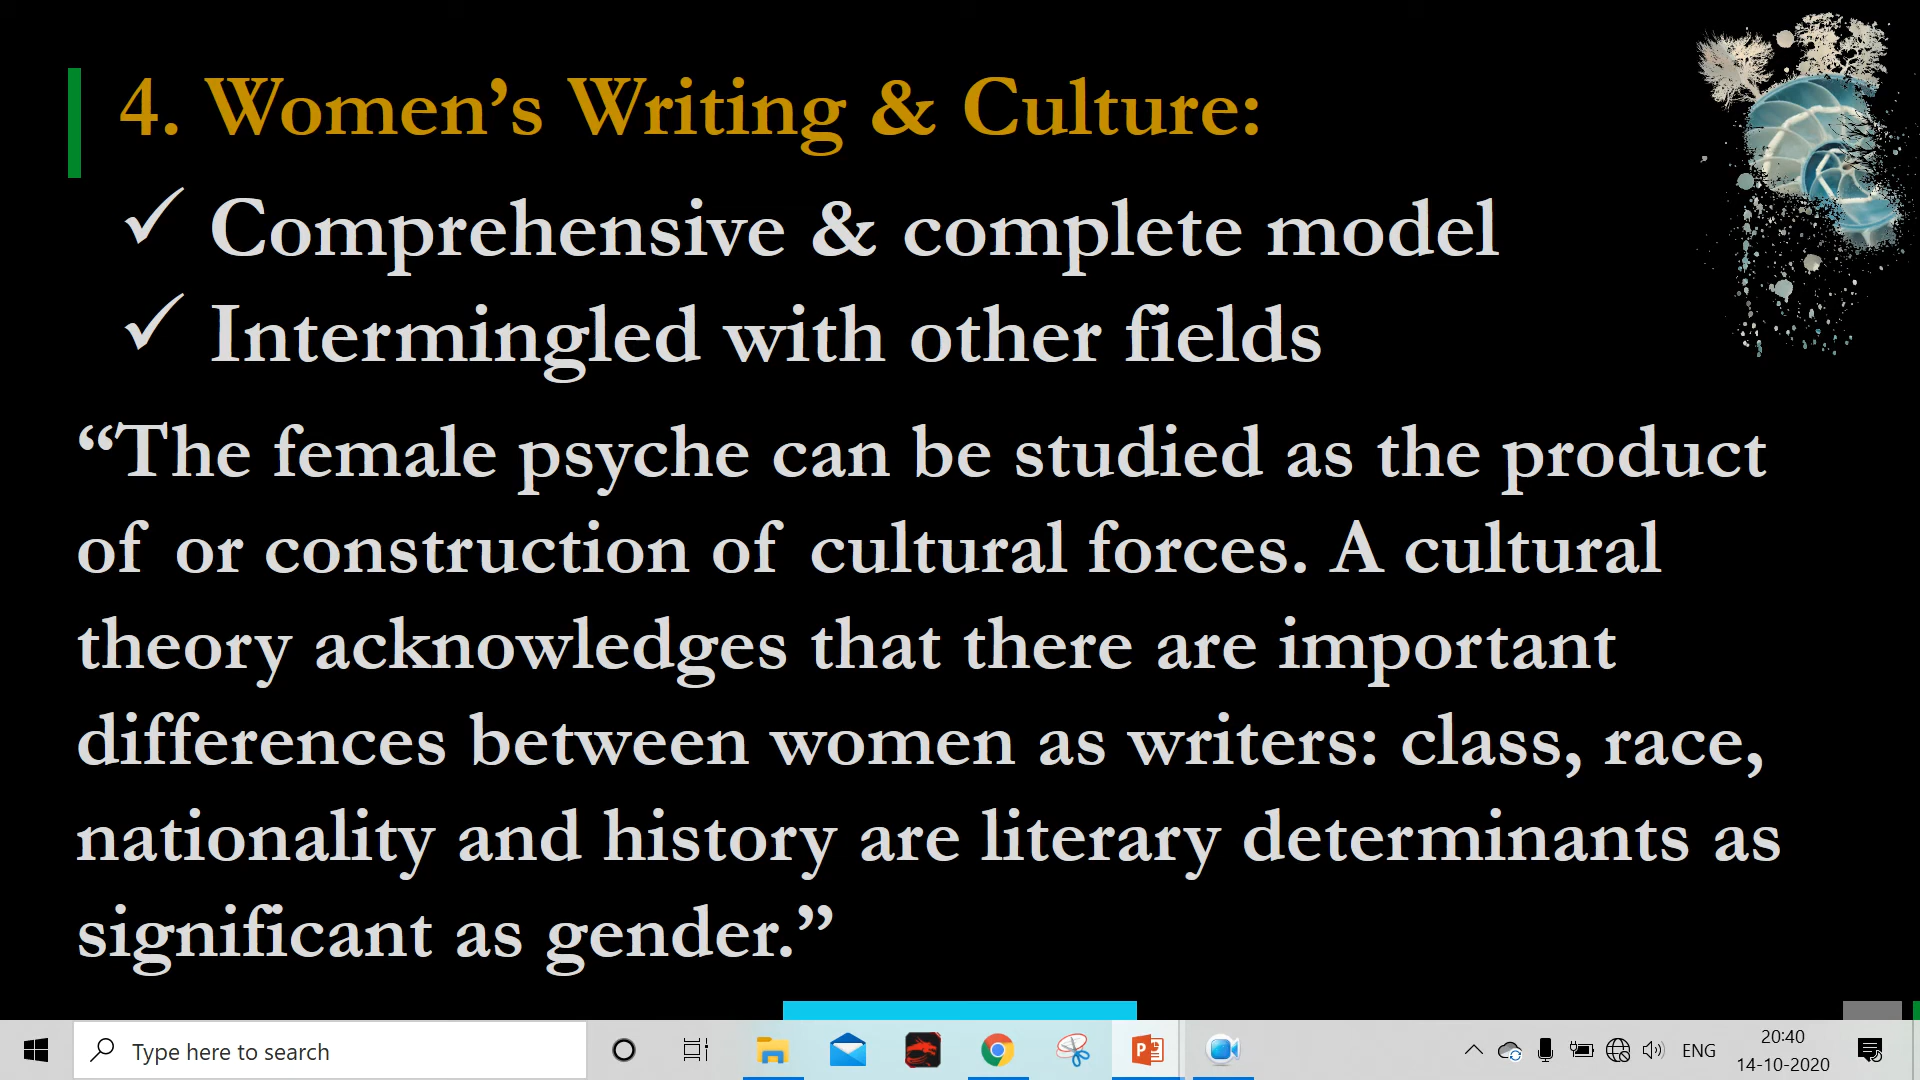 4. Women’s Writing & Culture:
✓ Comprehensive & complete model
✓ Intermingled with other fields
“The female psyche can be studied as the product
of or construction of cultural forces. A cultural
theory acknowledges that there are important
differences between women as writers: class, race,
nationality and history are literary determinants as
significant as gender.”
Type here to search
ENG
20:40
14-10-2020